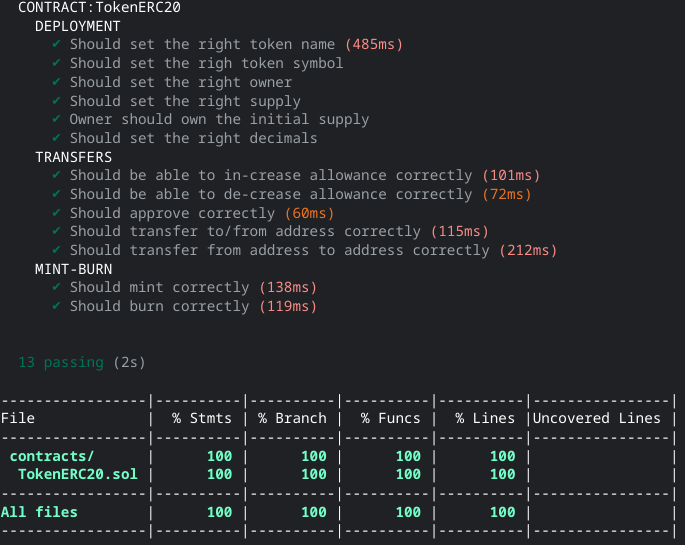 CONTRACT:TokenERC20
DEPLOYMENT
✔ Should set the right token name (485ms)
✔ Should set the righ token symbol
✔ Should set the right owner
✔ Should set the right supply
✔ Owner should own the initial supply
✔ Should set the right decimals
TRANSFERS
✔ Should be able to in-crease allowance correctly (101ms)
✔ Should be able to de-crease allowance correctly (72ms)
✔ Should approve correctly (60ms)
✔ Should transfer to/from address correctly (115ms)
✔ Should transfer from address to address correctly (212ms)
MINT-BURN
✔ Should mint correctly (138ms)
✔ Should burn correctly (119ms)
13 passing (2s)
-----------------|----------|----------|----------|----------|----------------|
File             |  % Stmts | % Branch |  % Funcs |  % Lines |Uncovered Lines |
-----------------|----------|----------|----------|----------|----------------|
contracts/      |      100 |      100 |      100 |      100 |                |
TokenERC20.sol |      100 |      100 |      100 |      100 |                |
-----------------|----------|----------|----------|----------|----------------|
All files        |      100 |      100 |      100 |      100 |                |
-----------------|----------|----------|----------|----------|----------------|